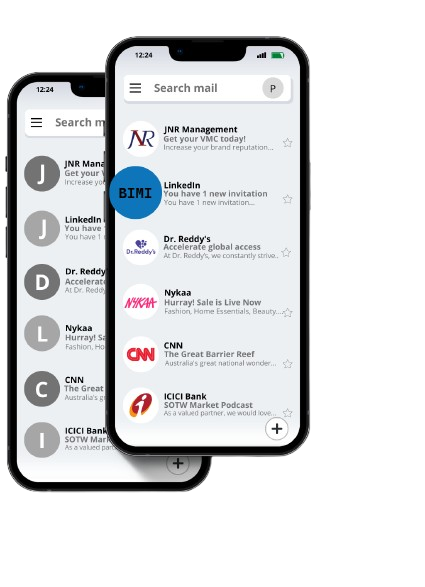 12:24
Search mail
P
JNR
JNR Management
Get your VMC today!
Increase your brand reputation...
BIMI
LinkedIn
You have 1 new invitation
You have 1 new invitation...
Dr.Reddy's
Dr. Reddy's
Accelerate global access
At Dr. Reddy's, we constantly strive..
NYKAA
Nykaa
Hurray! Sale is Live Now
Fashion, Home Essentials, Beauty...
CNN
CNN
The Great Barrier Reef
Australia's great national wonder...
ICICI Bank
SOTW Market Podcast
As a valued partner, we would love...
+
12:24
Search m
J
JNR Mana
Get your V
Increase yo
J
LinkedIn
You have
You have 1
D
Dr. Reddy
Accelerat
At Dr. Reddy
L
Nykaa
Hurray! Sa
Fashion, Ho
C
CNN
The Great
Australia's gr
I
ICICI Bank
SOTW Mark
As a valued part
+